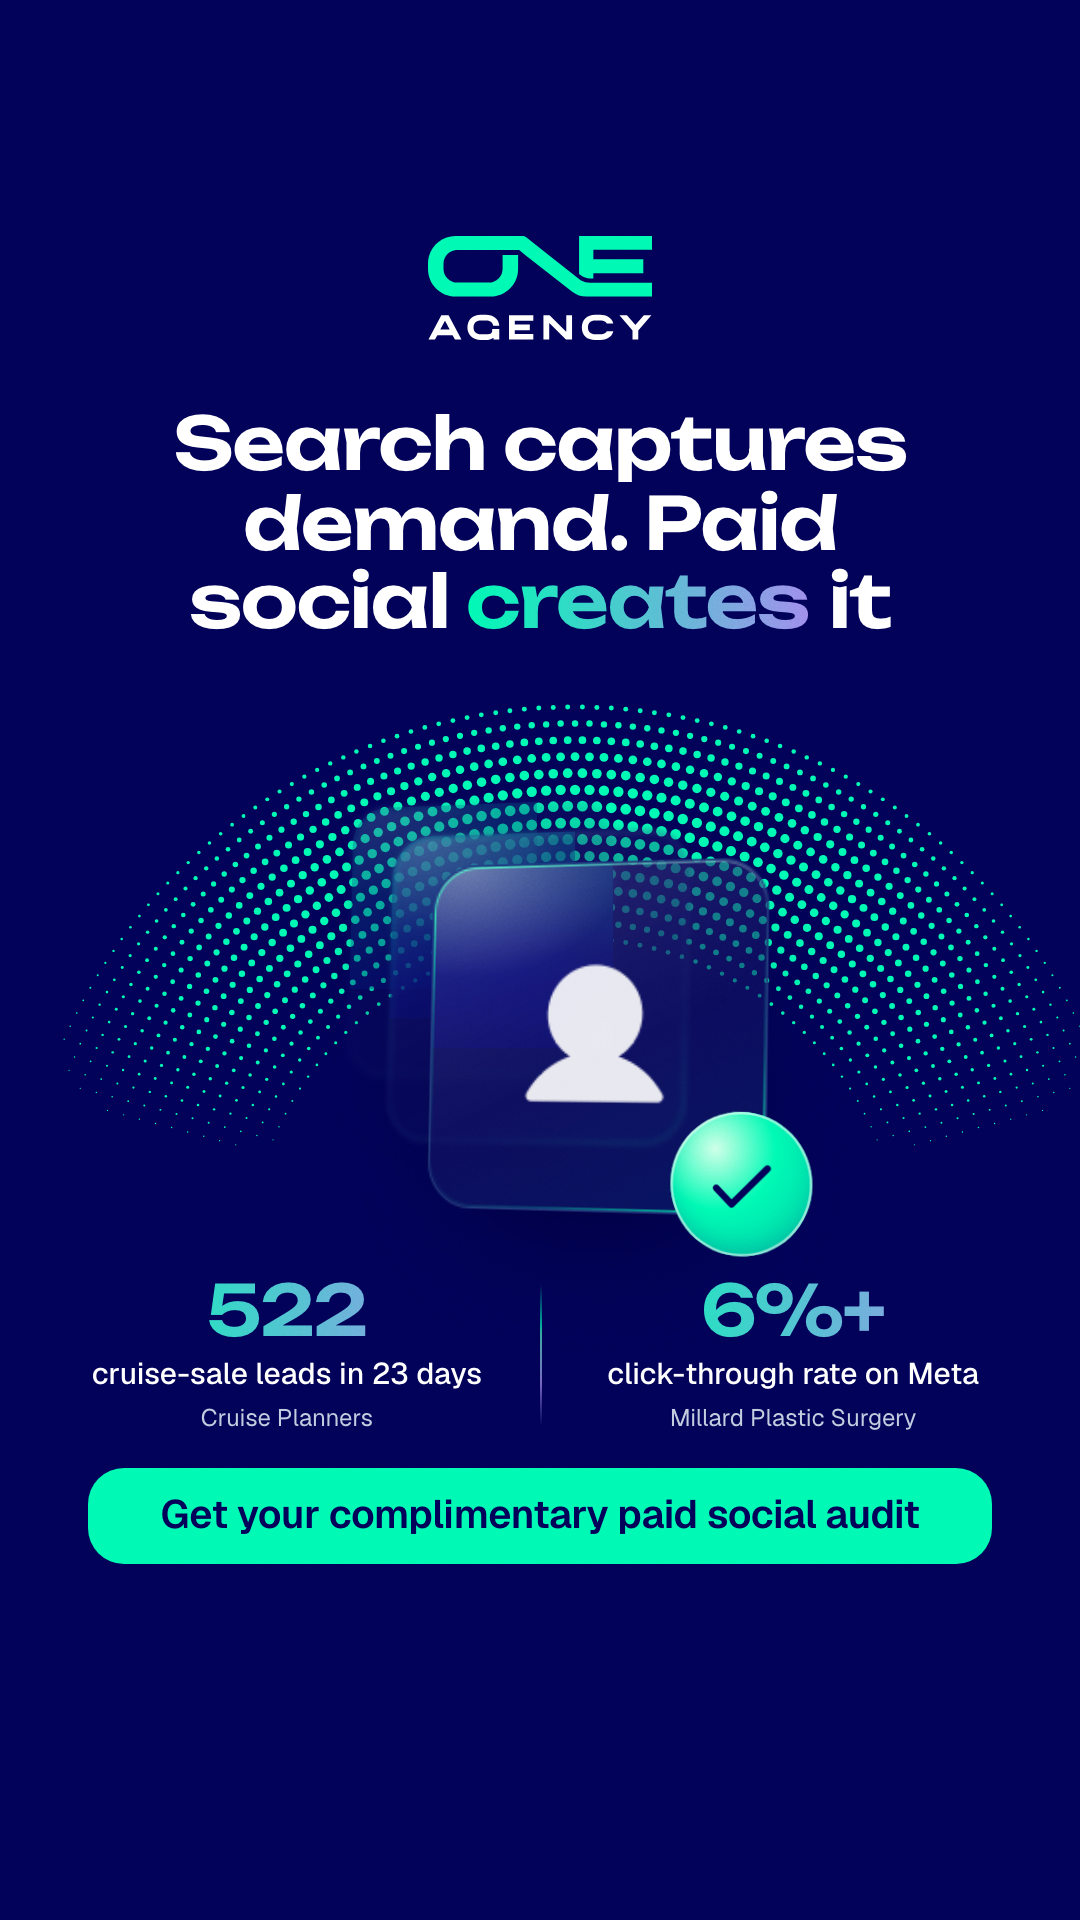 ONE
AGENCY
Search captures
demand. Paid
social creates it
522
cruise-sale leads in 23 days
Cruise Planners
6%+
click-through rate on Meta
Millard Plastic Surgery
Get your complimentary paid social audit